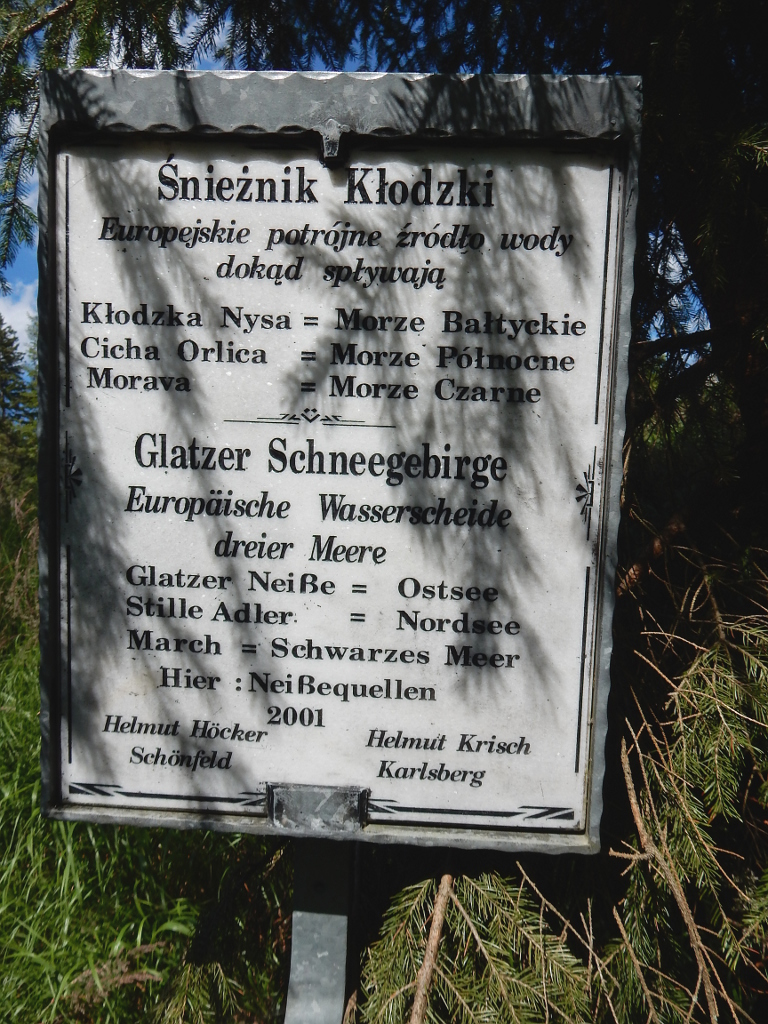 Śnieżnik Kłodzki
Europejskie potrójne źródło wody
dokąd spływają
Kłodzka Nysa = Morze Bałtyckie
Cicha Orlica = Morze Północne
Morava = Morze Czarne
Glatzer Schneegebirge
Europäische Wasserscheide
dreier Meere
Glatzer Neiße = Ostsee
Stille Adler = Nordsee
March = Schwarzes Meer
Hier : Neißequellen
2001
Helmut Höcker
Schönfeld
Helmut Krisch
Karlsberg